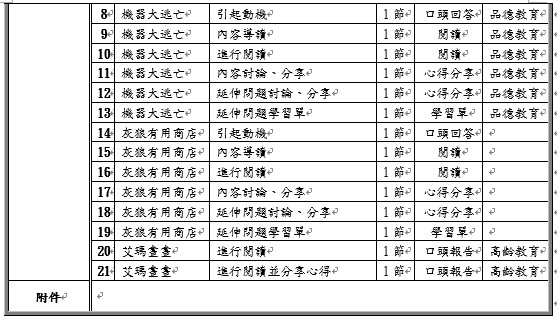 8 機器大逃亡 引起動機 1 節 口頭回答 品德教育
9 機器大逃亡 內容導讀 1 節 閱讀 品德教育
10 機器大逃亡 進行閱讀 1 節 閱讀 品德教育
11 機器大逃亡 內容討論、分享 1 節 心得分享 品德教育
12 機器大逃亡 延伸問題討論、分享 1 節 心得分享 品德教育
13 機器大逃亡 延伸問題學習單 1 節 學習單 品德教育
14 灰狼有用商店 引起動機 1 節 口頭回答
15 灰狼有用商店 內容導讀 1 節 閱讀
16 灰狼有用商店 進行閱讀 1 節 閱讀
17 灰狼有用商店 內容討論、分享 1 節 心得分享
18 灰狼有用商店 延伸問題討論、分享 1 節 心得分享
19 灰狼有用商店 延伸問題學習單 1 節 學習單
20 艾瑪畫畫 進行閱讀 1 節 口頭報告 高齡教育
21 艾瑪畫畫 進行閱讀並分享心得 1 節 口頭報告 高齡教育
附件